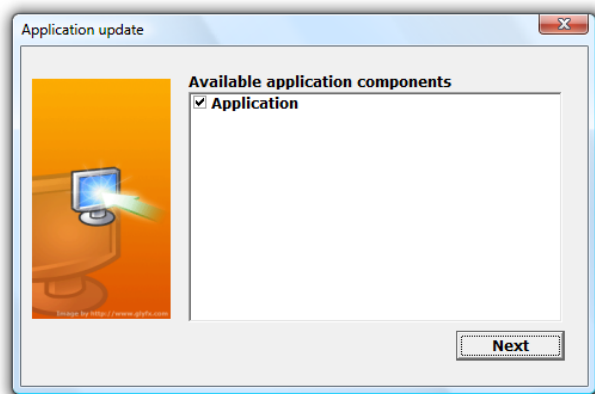 Application update
Available application components
Application
Image by http://www.glyfx.com
Next